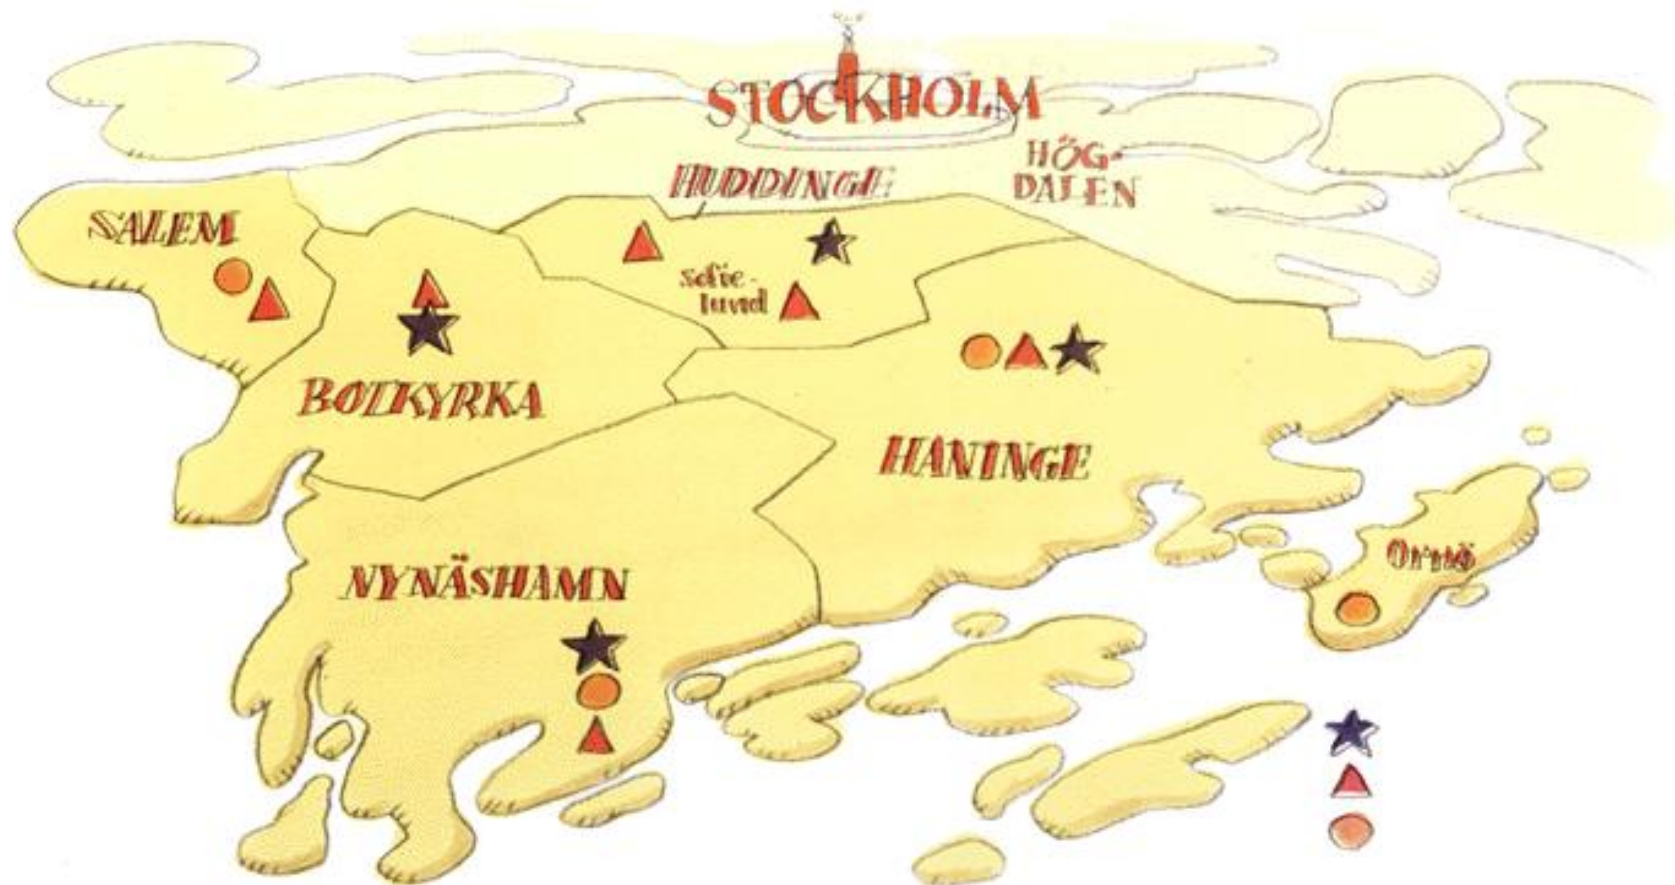 STOCKHOLM
HUDDINGE
HÖG-
DALEN
SALEM
Sofie-
lund
BOTKYRKA
HANINGE
NYNÄSHAMN
ORNÖ